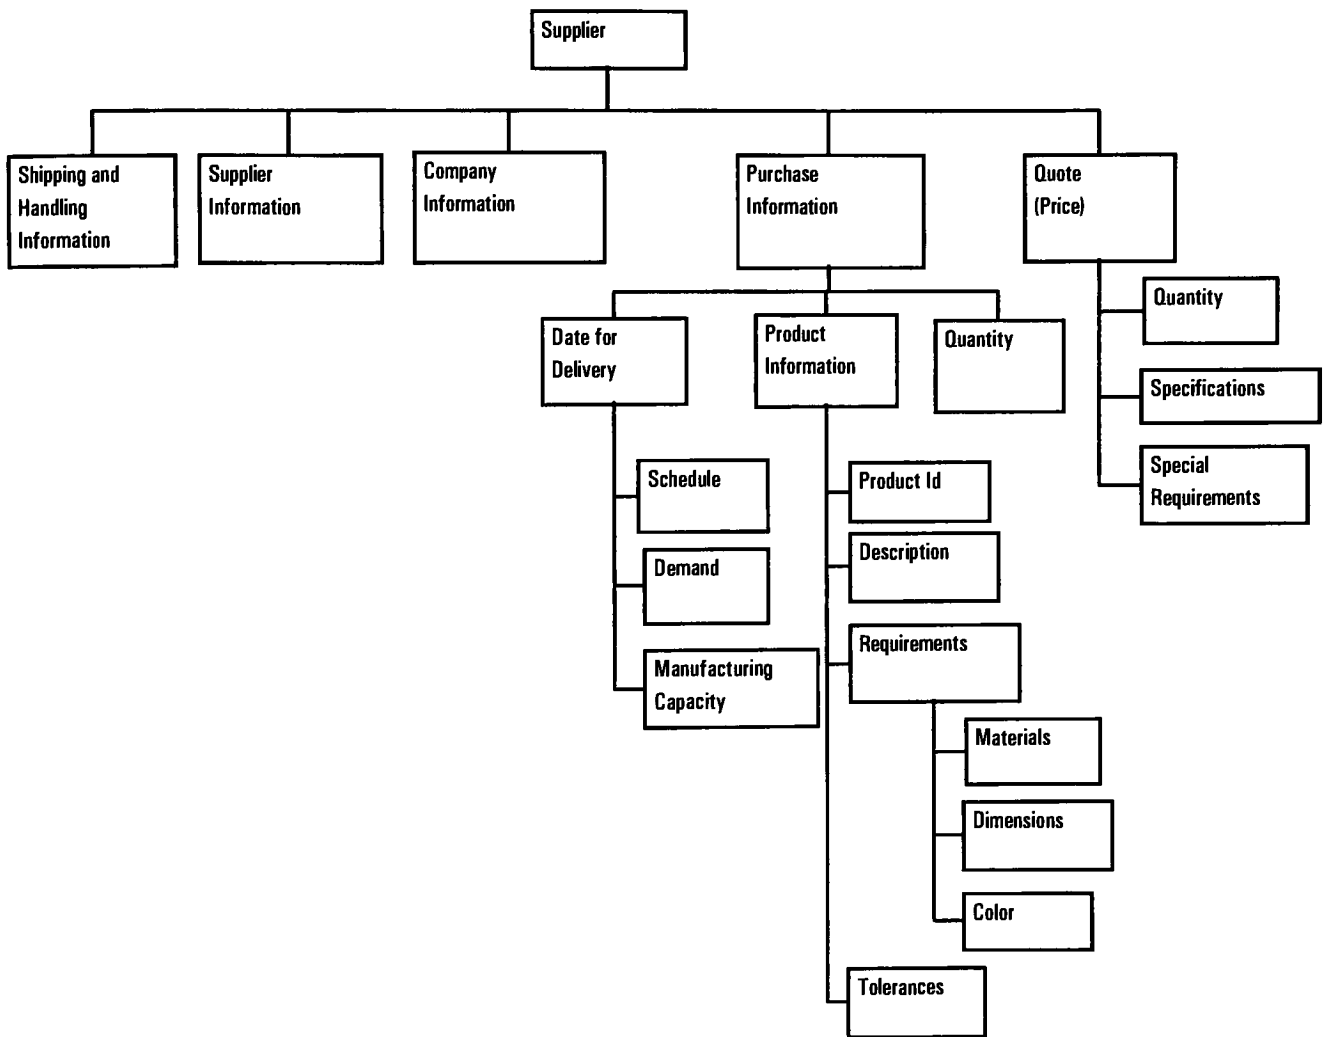 Supplier
Shipping and
Handling
Information
Supplier
Information
Company
Information
Purchase
Information
Quote
(Price)
Quantity
Specifications
Special
Requirements
Date for
Delivery
Product
Information
Quantity
Schedule
Demand
Manufacturing
Capacity
Product Id
Description
Requirements
Materials
Dimensions
Color
Tolerances